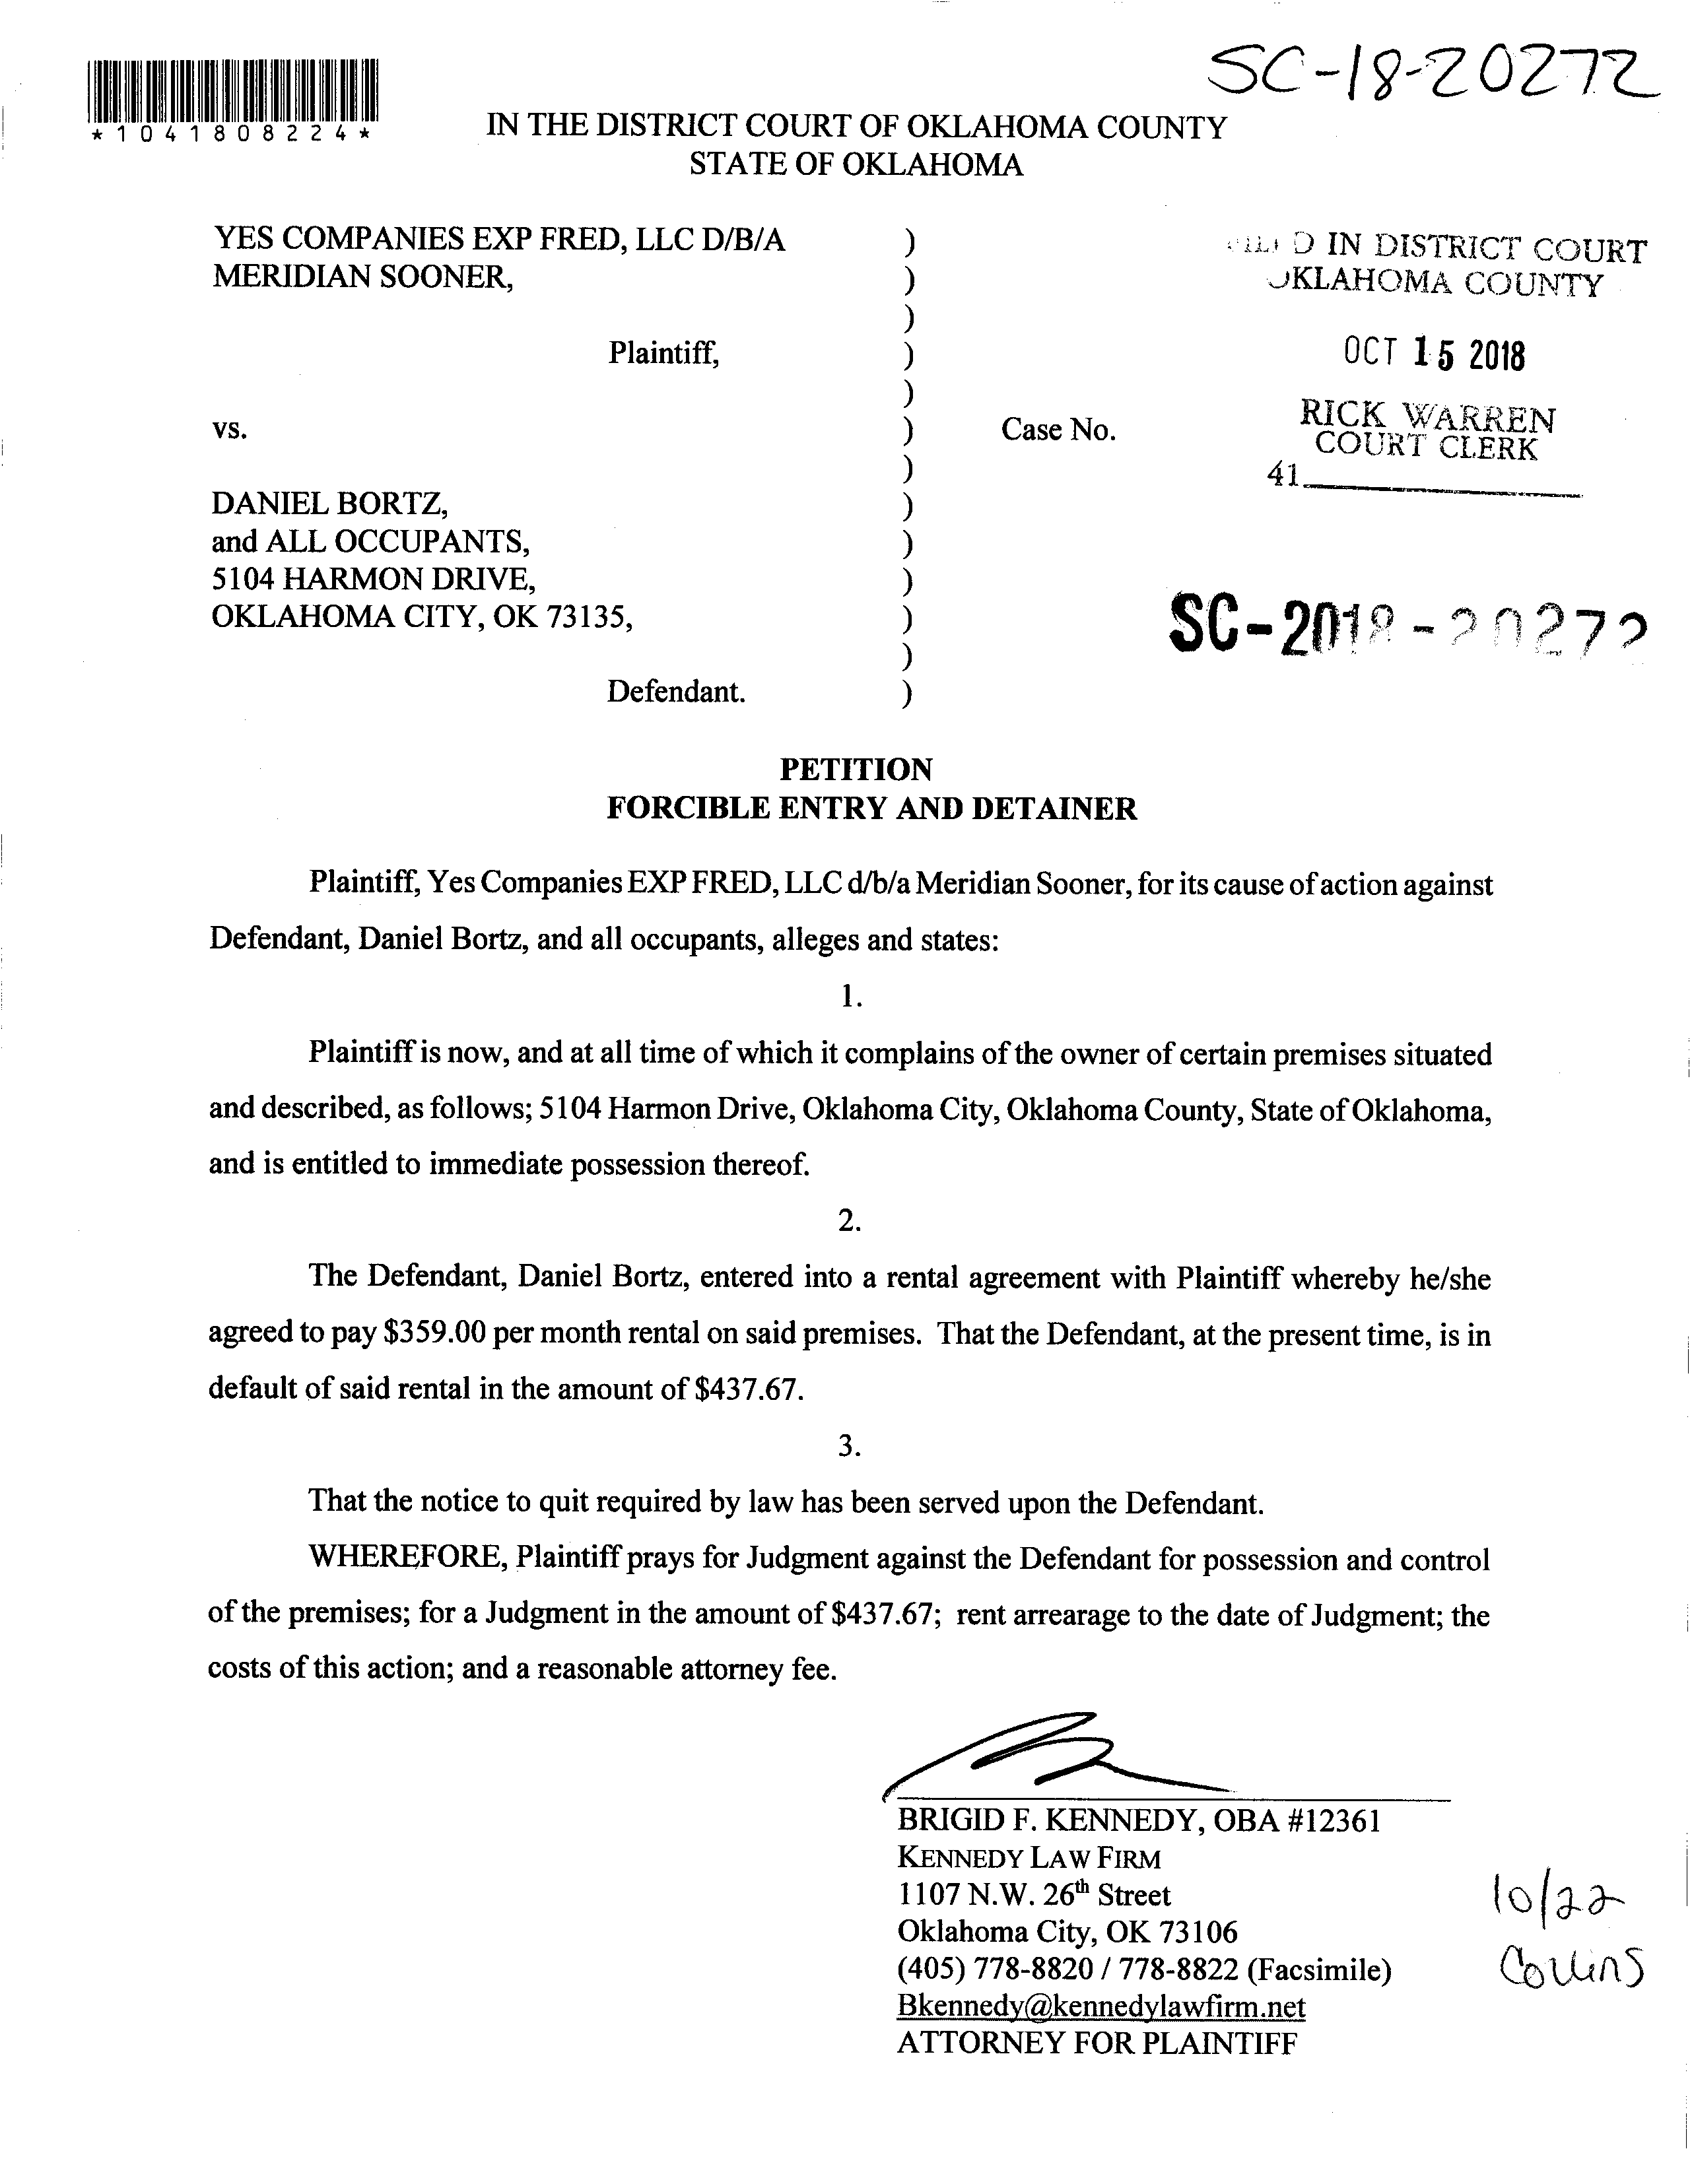 SC-18-20272
*1041808224*
IN THE DISTRICT COURT OF OKLAHOMA COUNTY
STATE OF OKLAHOMA
YES COMPANIES EXP FRED, LLC D/B/A )
MERIDIAN SOONER, )
)
Plaintiff, )
)
vs. ) Case No.
)
DANIEL BORTZ, )
and ALL OCCUPANTS, )
5104 HARMON DRIVE, )
OKLAHOMA CITY, OK 73135, )
)
Defendant. )
D IN DISTRICT COURT
OKLAHOMA COUNTY
OCT 15 2018
RICK WARREN
COURT CLERK
41
SC-2018-20272
PETITION
FORCIBLE ENTRY AND DETAINER
Plaintiff, Yes Companies EXP FRED, LLC d/b/a Meridian Sooner, for its cause of action against
Defendant, Daniel Bortz, and all occupants, alleges and states:
1.
Plaintiff is now, and at all time of which it complains of the owner of certain premises situated
and described, as follows; 5104 Harmon Drive, Oklahoma City, Oklahoma County, State of Oklahoma,
and is entitled to immediate possession thereof.
2.
The Defendant, Daniel Bortz, entered into a rental agreement with Plaintiff whereby he/she
agreed to pay $359.00 per month rental on said premises. That the Defendant, at the present time, is in
default of said rental in the amount of $437.67.
3.
That the notice to quit required by law has been served upon the Defendant.
WHEREFORE, Plaintiff prays for Judgment against the Defendant for possession and control
of the premises; for a Judgment in the amount of $437.67; rent arrearage to the date of Judgment; the
costs of this action; and a reasonable attorney fee.
BRIGID F. KENNEDY, OBA #12361
KENNEDY LAW FIRM
1107 N.W. 26th Street
Oklahoma City, OK 73106
(405) 778-8820 / 778-8822 (Facsimile)
Bkennedy@kennedylawfirm.net
ATTORNEY FOR PLAINTIFF
10/22
Collins